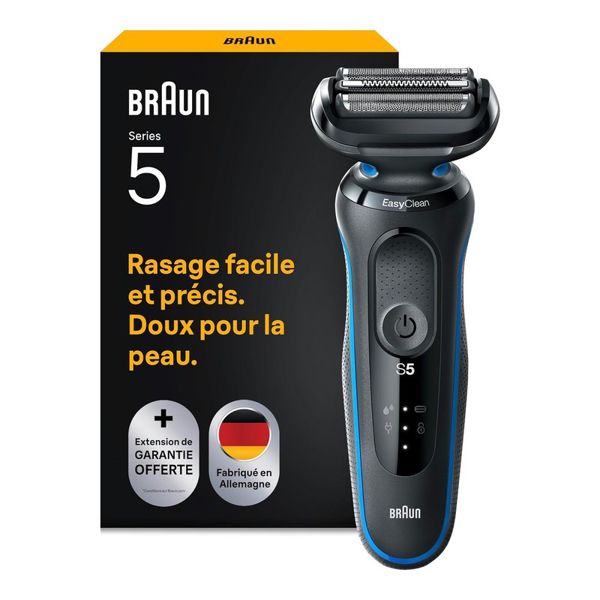 BRAUN
BRAUN
Series
5
Rasage facile
et précis.
Doux pour la
peau.
+
Extension de
GARANTIE
OFFERTE
Fabriqué en
Allemagne
EasyClean
S5
BRAUN